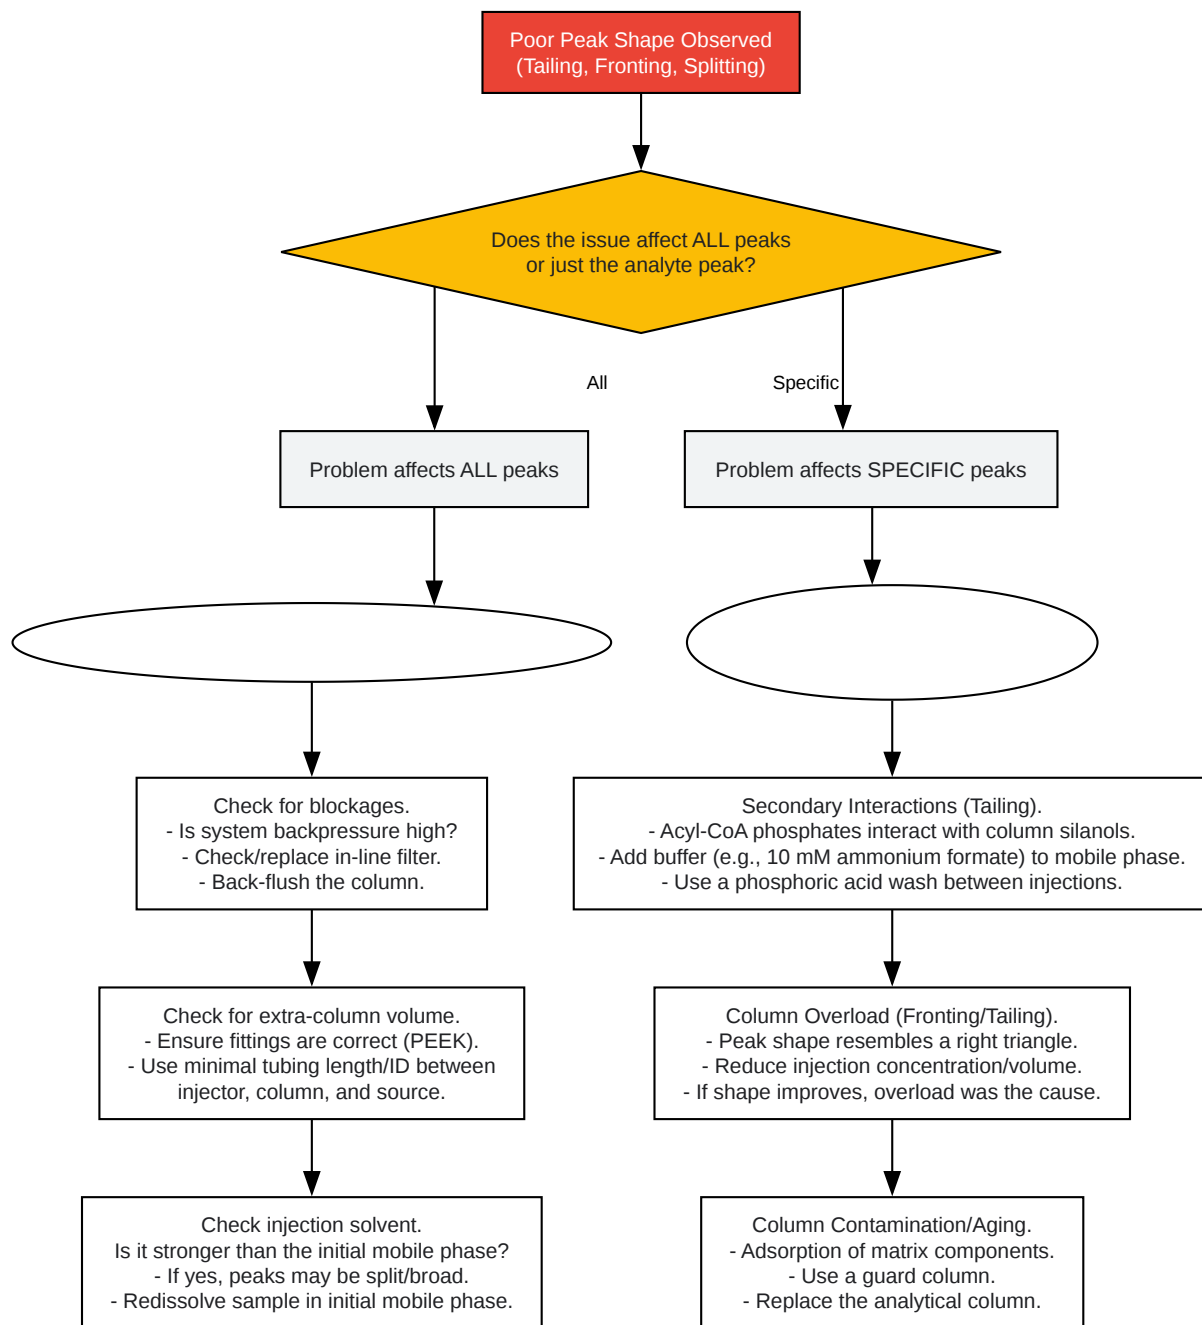 Poor Peak Shape Observed
(Tailing, Fronting, Splitting)
Does the issue affect ALL peaks
or just the analyte peak?
All
Specific
Problem affects ALL peaks
Problem affects SPECIFIC peaks
Check for blockages.
- Is system backpressure high?
- Check/replace in-line filter.
- Back-flush the column.
Secondary Interactions (Tailing).
- Acyl-CoA phosphates interact with column silanols.
- Add buffer (e.g., 10 mM ammonium formate) to mobile phase.
- Use a phosphoric acid wash between injections.
Check for extra-column volume.
- Ensure fittings are correct (PEEK).
- Use minimal tubing length/ID between
injector, column, and source.
Column Overload (Fronting/Tailing).
- Peak shape resembles a right triangle.
- Reduce injection concentration/volume.
- If shape improves, overload was the cause.
Check injection solvent.
Is it stronger than the initial mobile phase?
- If yes, peaks may be split/broad.
- Redissolve sample in initial mobile phase.
Column Contamination/Aging.
- Adsorption of matrix components.
- Use a guard column.
- Replace the analytical column.